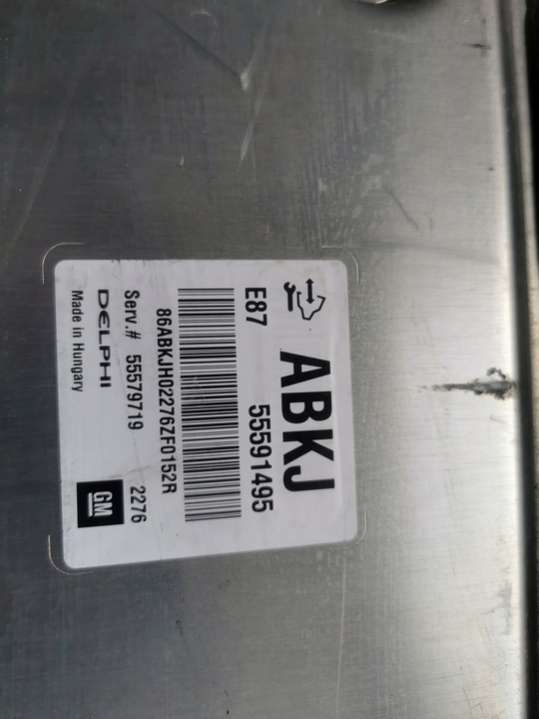 ABKJ
E87 55591495
86ABKJH02276ZF0152R
Serv.# 55579719 2276
DELPHI
Made in Hungary
GM